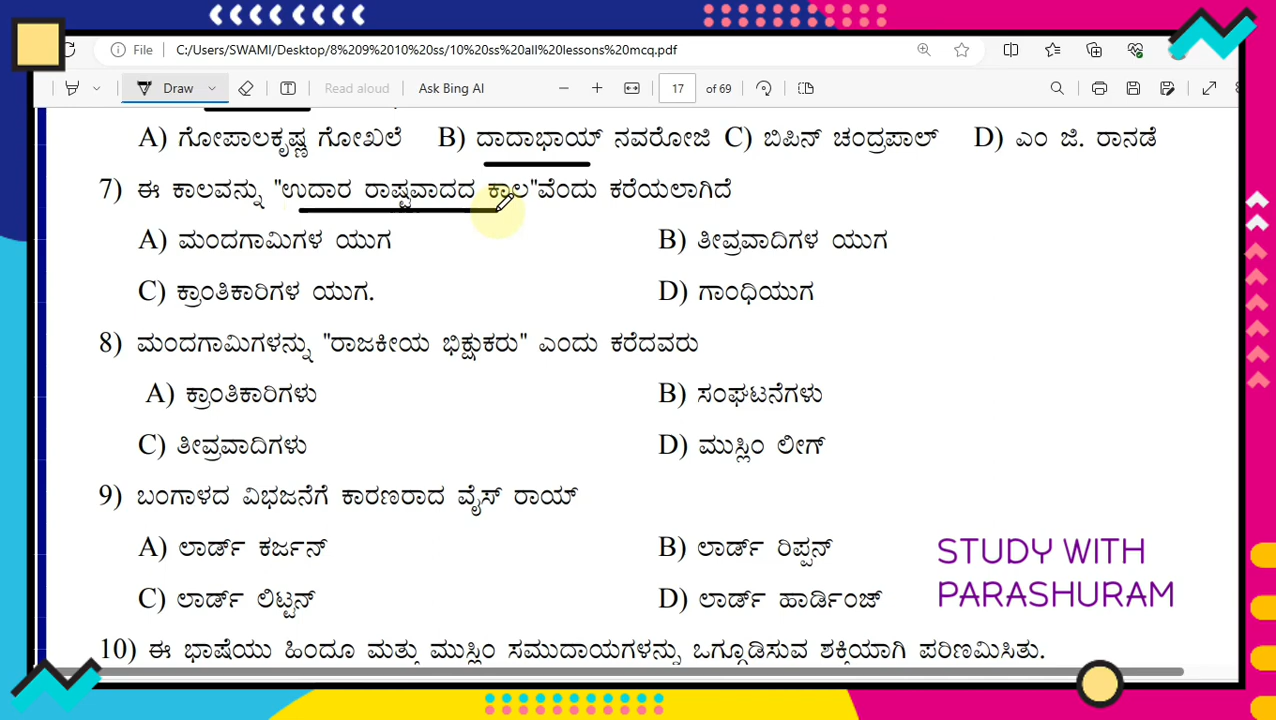 File C:/Users/SWAMI/Desktop/8%209%2010%20ss/10%20ss%20all%20lessons%20mcq.pdf
Draw Read aloud Ask Bing AI 17 of 69
A) ಗೋಪಾಲಕೃಷ್ಣ ಗೋಖಲೆ B) ದಾದಾಭಾಯ್ ನವರೋಜಿ C) ಬಿಪಿನ್ ಚಂದ್ರಪಾಲ್ D) ಎಂ ಜಿ. ರಾನಡೆ
7) ಈ ಕಾಲವನ್ನು "ಉದಾರ ರಾಷ್ಟ್ರವಾದದ ಕಾಲ"ವೆಂದು ಕರೆಯಲಾಗಿದೆ
A) ಮಂದಗಾಮಿಗಳ ಯುಗ B) ತೀವ್ರವಾದಿಗಳ ಯುಗ
C) ಕ್ರಾಂತಿಕಾರಿಗಳ ಯುಗ. D) ಗಾಂಧಿಯುಗ
8) ಮಂದಗಾಮಿಗಳನ್ನು "ರಾಜಕೀಯ ಭಿಕ್ಷುಕರು" ಎಂದು ಕರೆದವರು
A) ಕ್ರಾಂತಿಕಾರಿಗಳು B) ಸಂಘಟನೆಗಳು
C) ತೀವ್ರವಾದಿಗಳು D) ಮುಸ್ಲಿಂ ಲೀಗ್
9) ಬಂಗಾಳದ ವಿಭಜನೆಗೆ ಕಾರಣರಾದ ವೈಸ್ ರಾಯ್
A) ಲಾರ್ಡ್ ಕರ್ಜನ್ B) ಲಾರ್ಡ್ ರಿಪ್ಪನ್
C) ಲಾರ್ಡ್ ಲಿಟ್ಟನ್ D) ಲಾರ್ಡ್ ಹಾರ್ಡಿಂಜ್
STUDY WITH
PARASHURAM
10) ಈ ಭಾಷೆಯು ಹಿಂದೂ ಮತ್ತು ಮುಸ್ಲಿಂ ಸಮುದಾಯಗಳನ್ನು ಒಗ್ಗೂಡಿಸುವ ಶಕ್ತಿಯಾಗಿ ಪರಿಣಮಿಸಿತು.